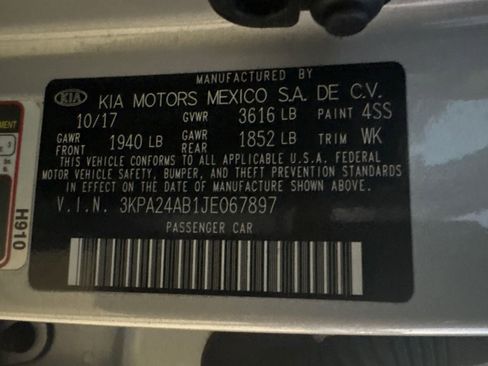 MANUFACTURED BY
KIA KIA MOTORS MEXICO S.A. DE C.V.
10/17 GVWR 3616 LB PAINT 4SS
GAWR FRONT 1940 LB GAWR REAR 1852 LB TRIM WK
THIS VEHICLE CONFORMS TO ALL APPLICABLE U.S.A. FEDERAL
MOTOR VEHICLE SAFETY, BUMPER, AND THEFT PREVENTION STANDARDS
IN EFFECT ON THE DATE OF MANUFACTURE SHOWN ABOVE.
V.I.N. 3KPA24AB1JE067897
PASSENGER CAR
H910